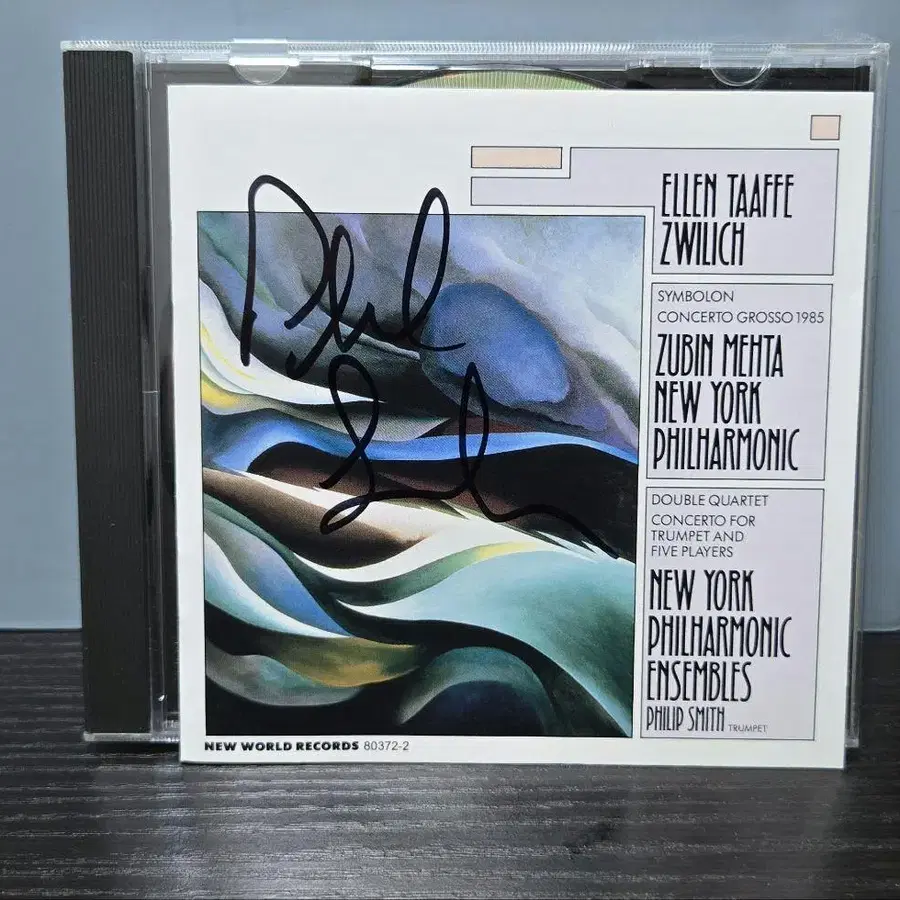 ELLEN TAAFFE
ZWILICH
SYMBOLON
CONCERTO GROSSO 1985
ZUBIN MEHTA
NEW YORK
PHILHARMONIC
DOUBLE QUARTET
CONCERTO FOR
TRUMPET AND
FIVE PLAYERS
NEW YORK
PHILHARMONIC
ENSEMBLES
PHILIP SMITH TRUMPET
NEW WORLD RECORDS 80372-2